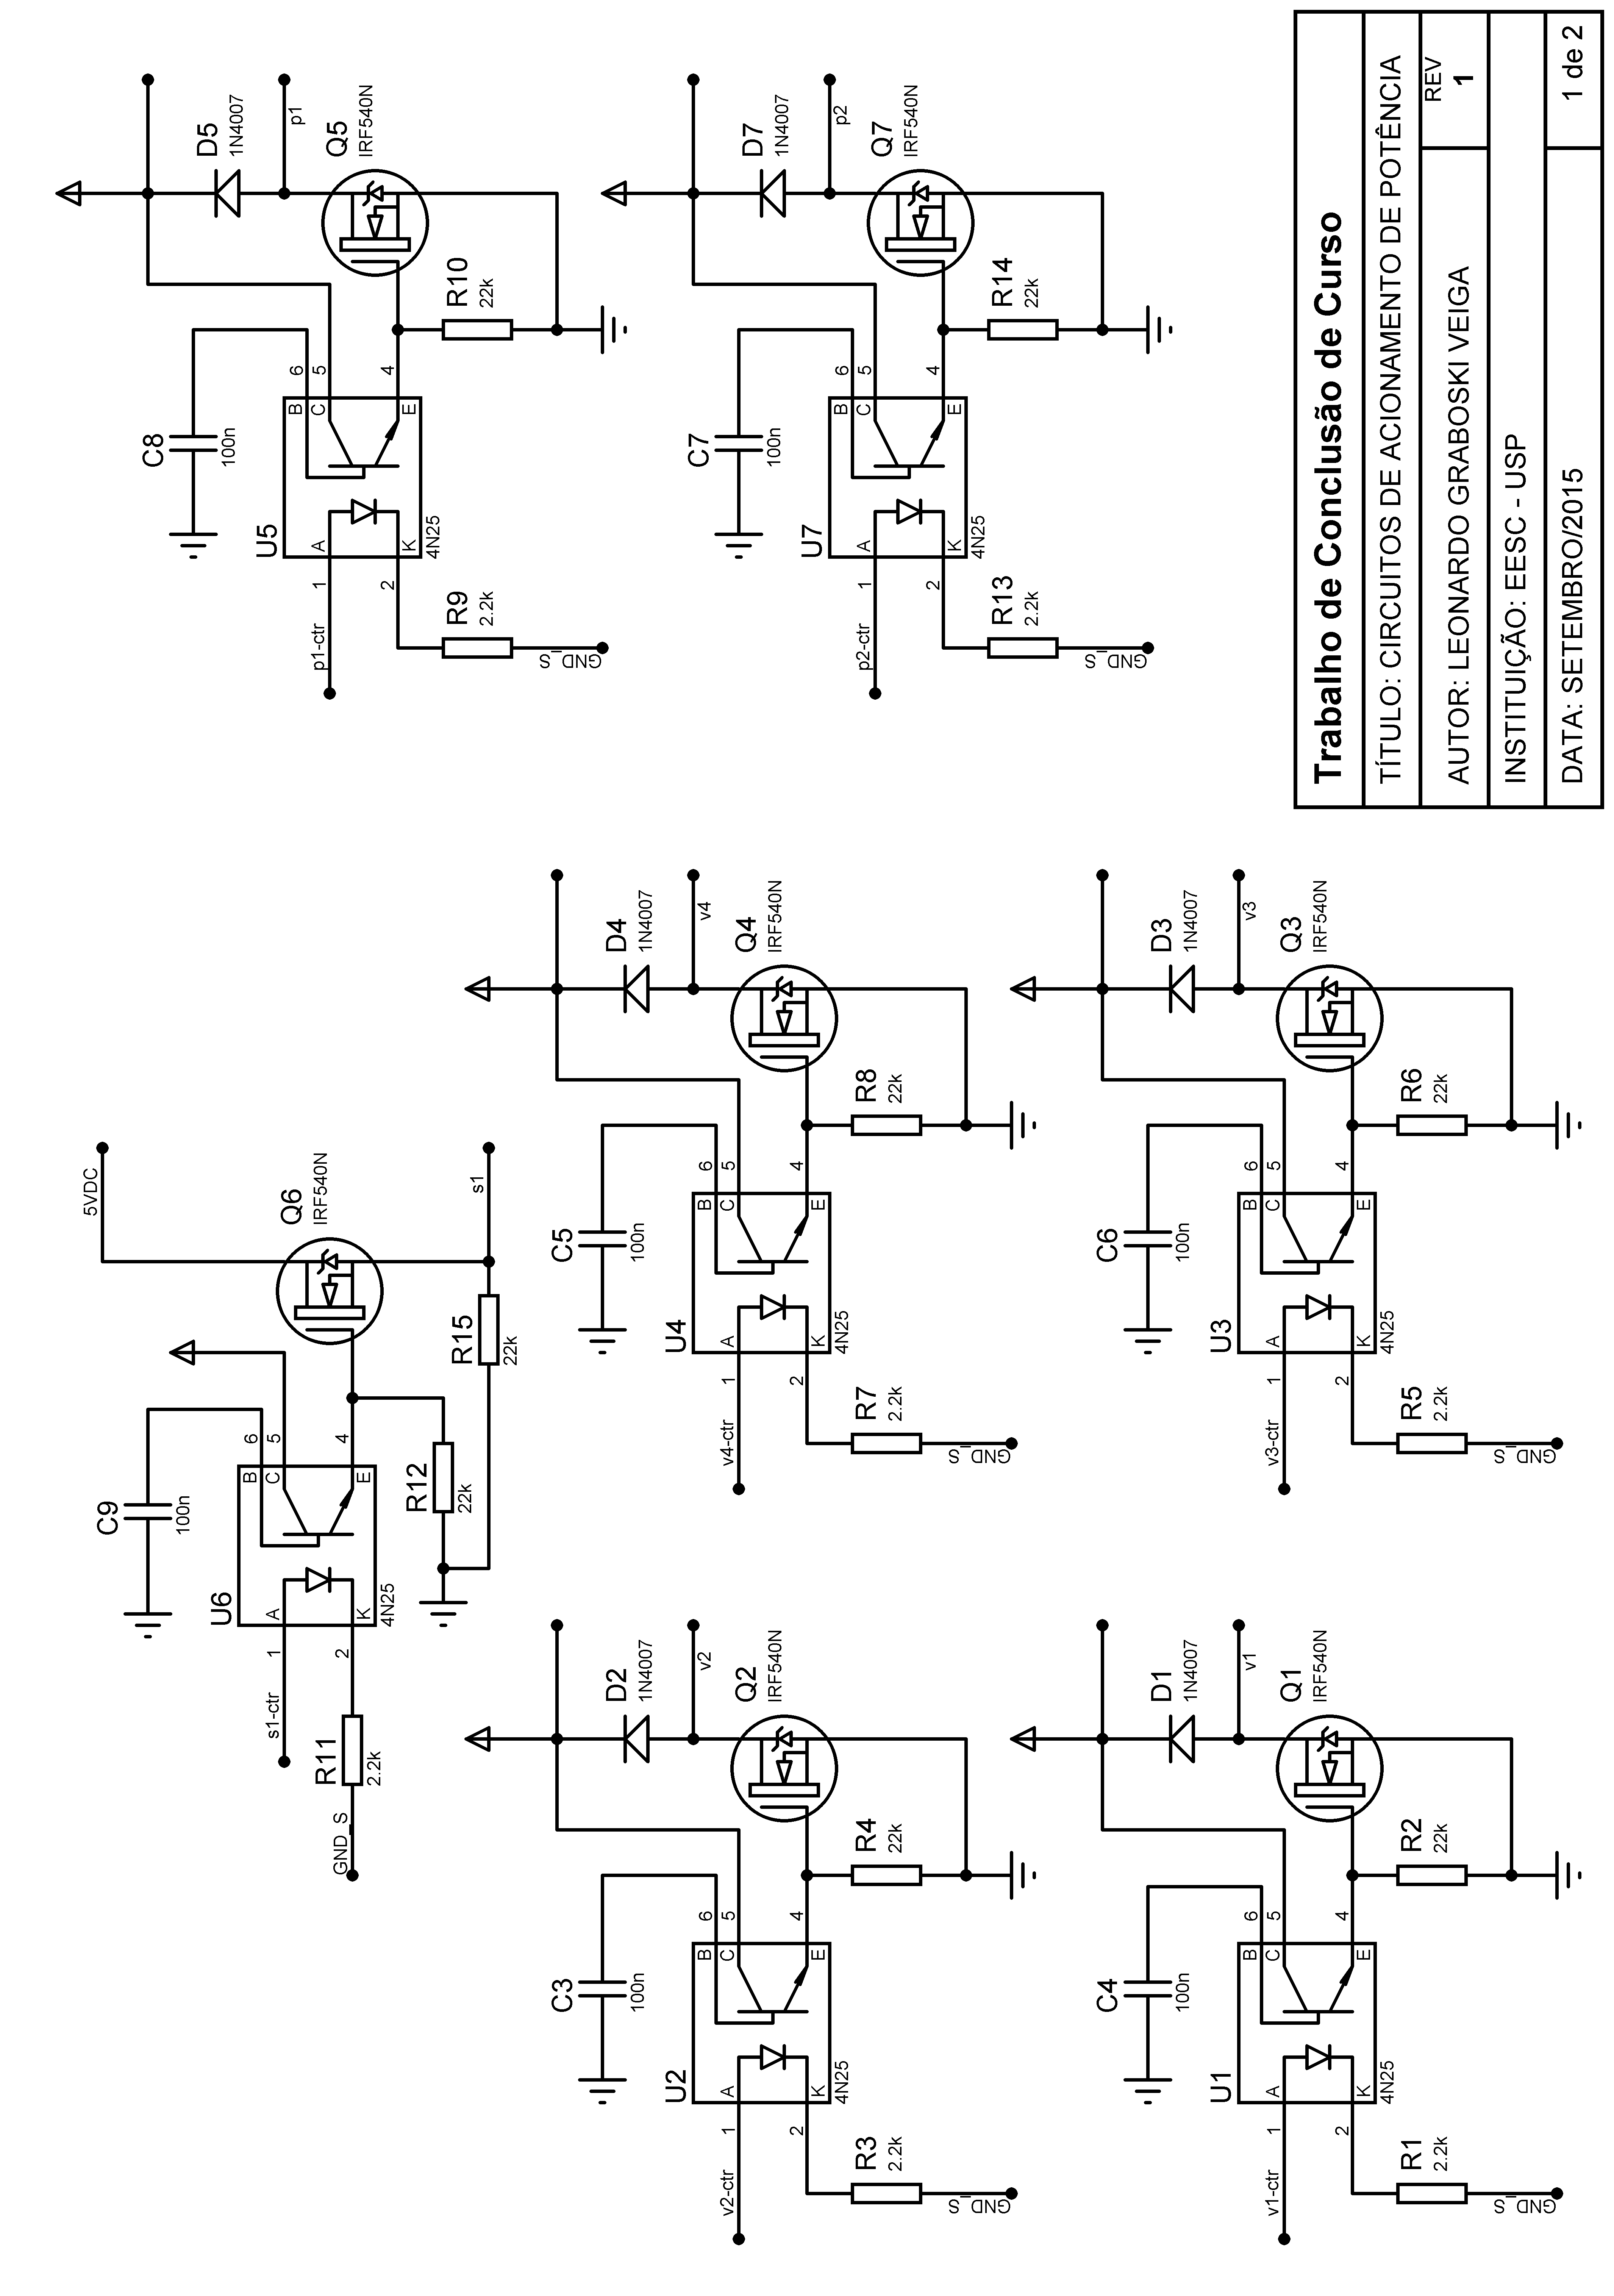 5VDC
Q6
IRF540N
s1
C9
100n
U6
A
K
B
C
E
1
2
6
5
4
4N25
s1-ctr
R11
2.2k
GND_S
R12
22k
R15
22k
C8
100n
U5
A
K
B
C
E
1
2
6
5
4
4N25
p1-ctr
R9
2.2k
GND_S
R10
22k
D5
1N4007
p1
Q5
IRF540N
C7
100n
U7
A
K
B
C
E
1
2
6
5
4
4N25
p2-ctr
R13
2.2k
GND_S
R14
22k
D7
1N4007
p2
Q7
IRF540N
C3
100n
U2
A
K
B
C
E
1
2
6
5
4
4N25
v2-ctr
R3
2.2k
GND_S
R4
22k
D2
1N4007
v2
Q2
IRF540N
C5
100n
U4
A
K
B
C
E
1
2
6
5
4
4N25
v4-ctr
R7
2.2k
GND_S
R8
22k
D4
1N4007
v4
Q4
IRF540N
C4
100n
U1
A
K
B
C
E
1
2
6
5
4
4N25
v1-ctr
R1
2.2k
GND_S
R2
22k
D1
1N4007
v1
Q1
IRF540N
C6
100n
U3
A
K
B
C
E
1
2
6
5
4
4N25
v3-ctr
R5
2.2k
GND_S
R6
22k
D3
1N4007
v3
Q3
IRF540N
Trabalho de Conclusão de Curso
TÍTULO: CIRCUITOS DE ACIONAMENTO DE POTÊNCIA
AUTOR: LEONARDO GRABOSKI VEIGA
REV
1
INSTITUIÇÃO: EESC - USP
DATA: SETEMBRO/2015
1 de 2